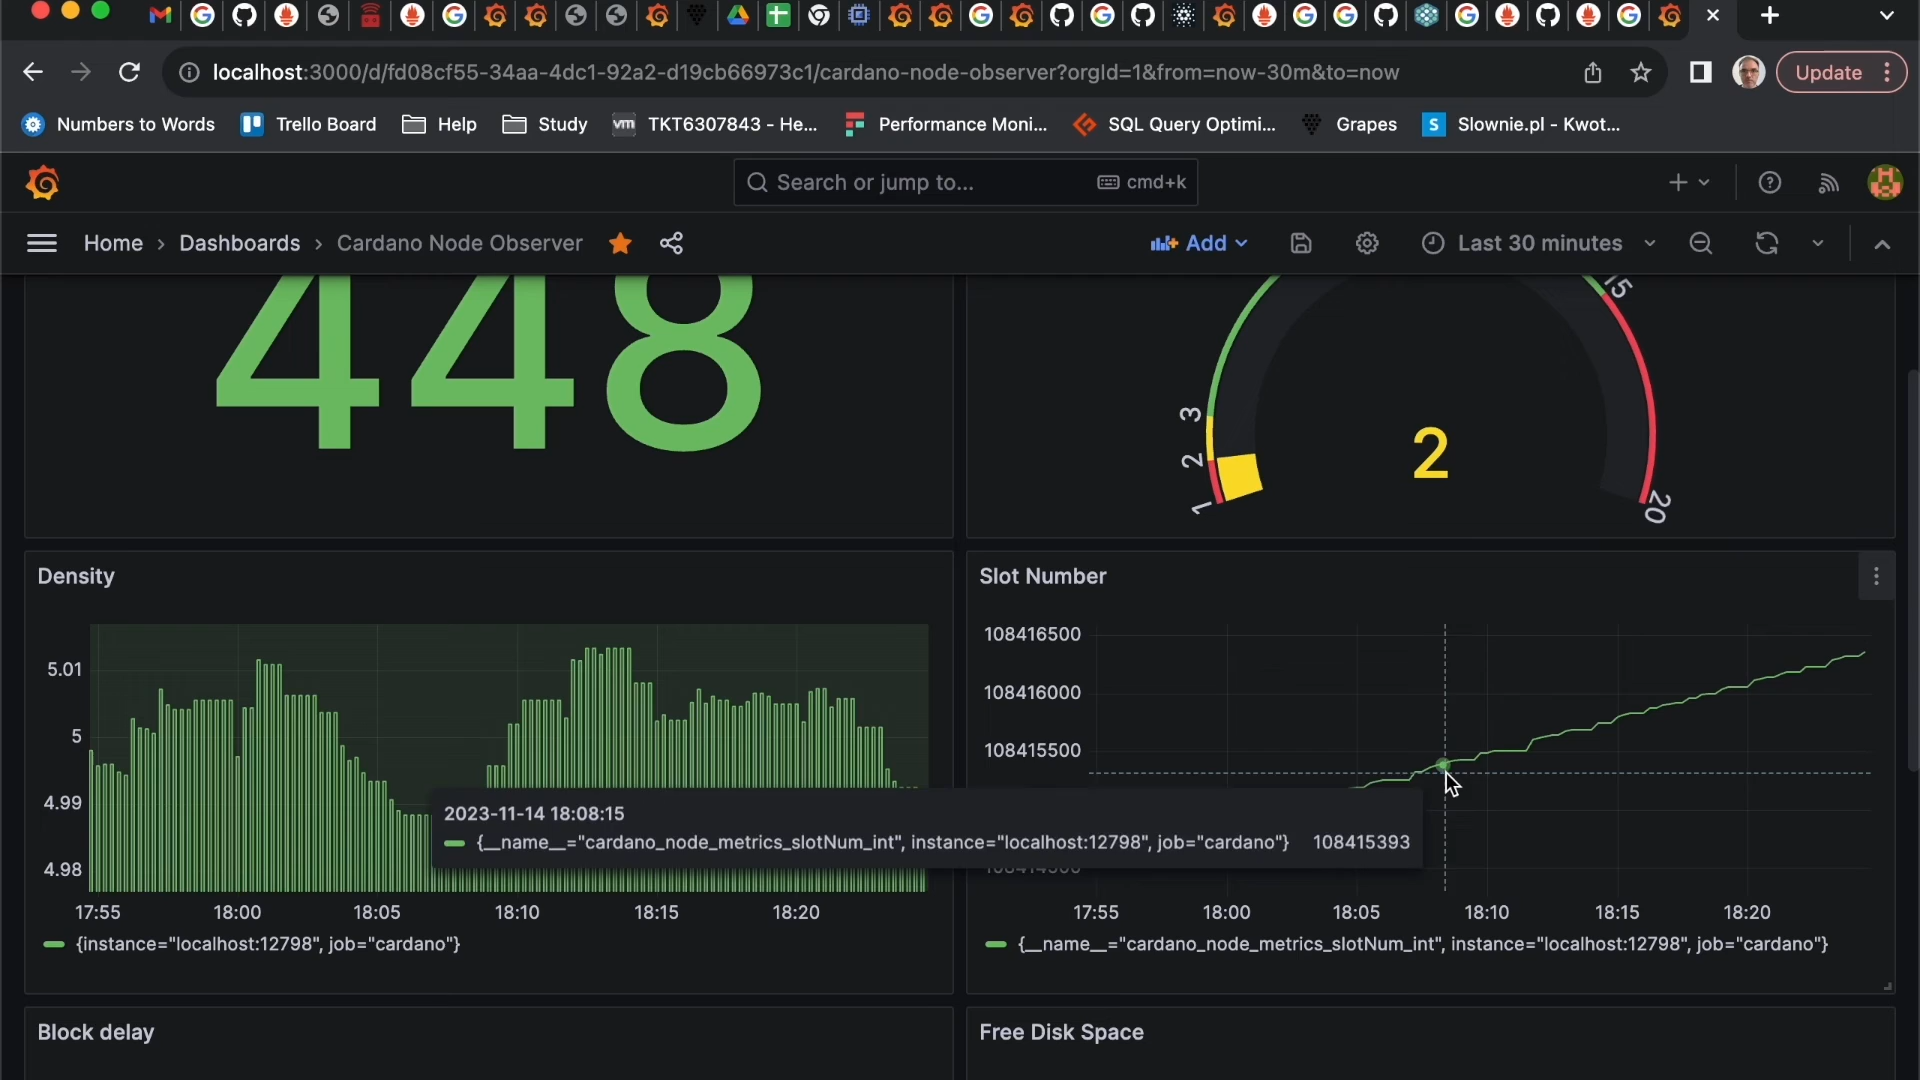 localhost:3000/d/fd08cf55-34aa-4dc1-92a2-d19cb66973c1/cardano-node-observer?orgId=1&from=now-30m&to=now
Update
Numbers to Words
Trello Board
Help
Study
vm TKT6307843 - He...
Performance Moni...
SQL Query Optimi...
Grapes
S Slownie.pl - Kwot...
Search or jump to...
cmd+k
Home › Dashboards › Cardano Node Observer
Add
Last 30 minutes
448
1
2
3
15
20
2
Density
5.01
5
4.99
4.98
17:55 18:00 18:05 18:10 18:15 18:20
{instance="localhost:12798", job="cardano"}
Slot Number
108416500
108416000
108415500
2023-11-14 18:08:15
{__name__="cardano_node_metrics_slotNum_int", instance="localhost:12798", job="cardano"} 108415393
17:55 18:00 18:05 18:10 18:15 18:20
{__name__="cardano_node_metrics_slotNum_int", instance="localhost:12798", job="cardano"}
Block delay
Free Disk Space